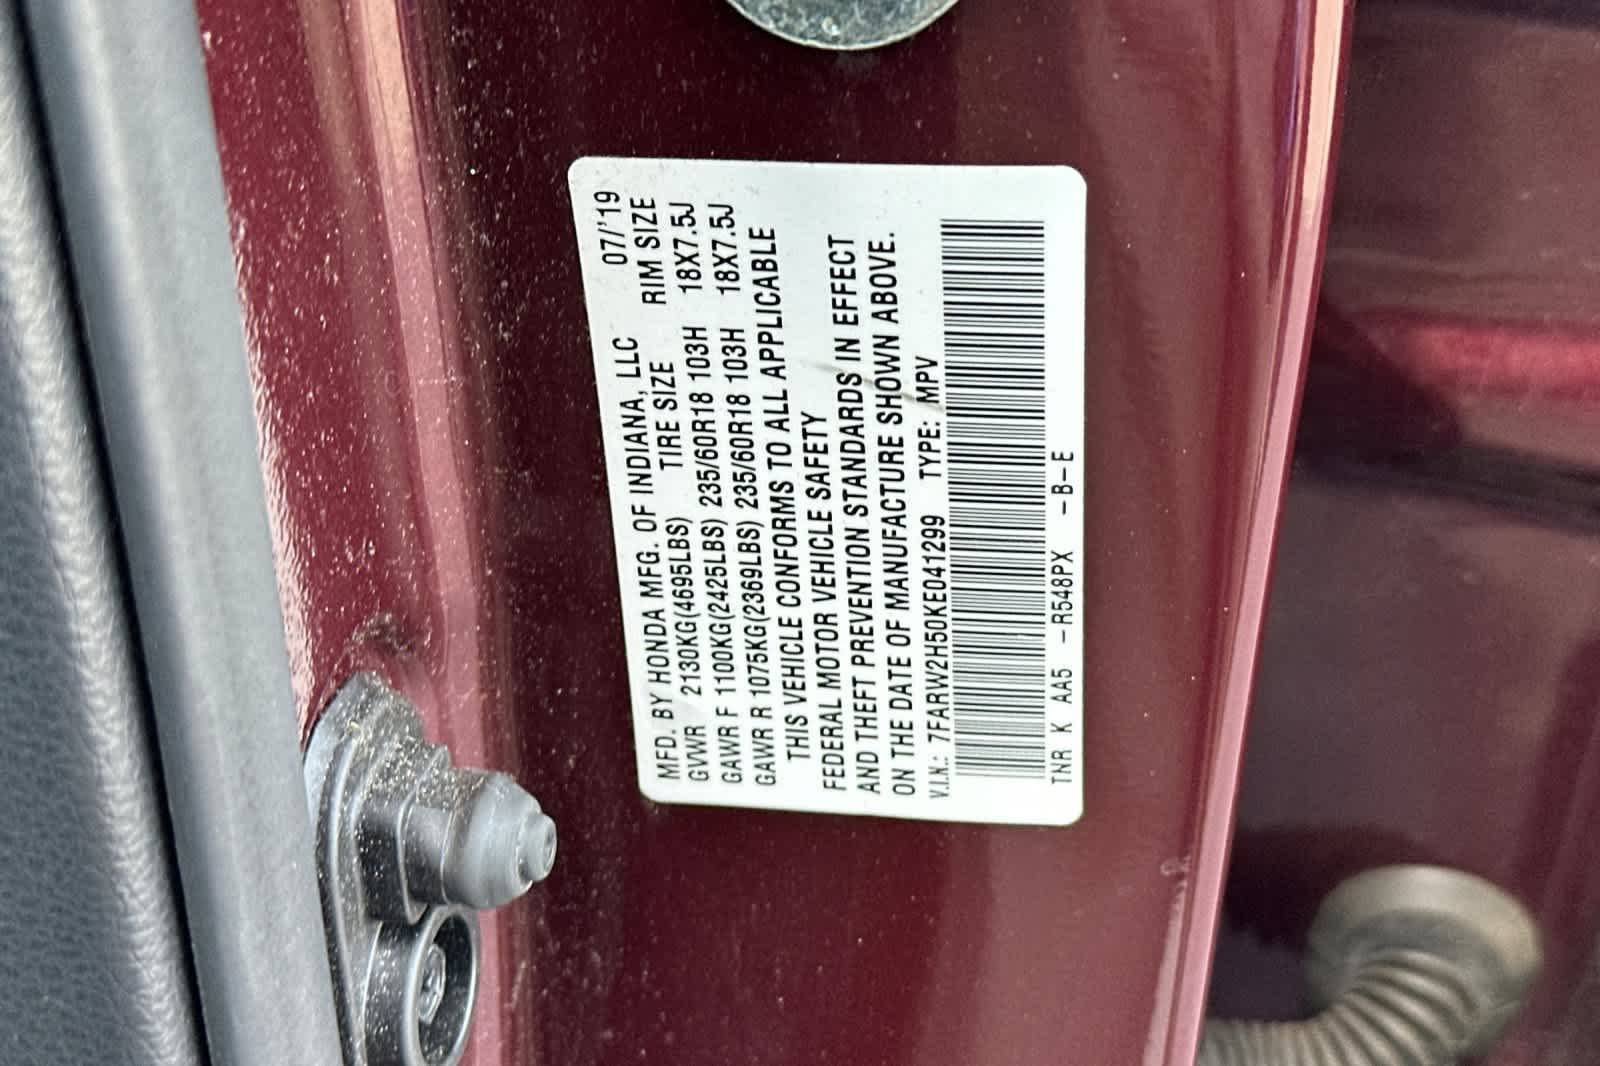 MFD. BY HONDA MFG. OF INDIANA, LLC 07/'19
GVWR 2130KG(4695LBS) TIRE SIZE RIM SIZE
GAWR F 1100KG(2425LBS) 235/60R18 103H 18X7.5J
GAWR R 1075KG(2369LBS) 235/60R18 103H 18X7.5J
THIS VEHICLE CONFORMS TO ALL APPLICABLE
FEDERAL MOTOR VEHICLE SAFETY
AND THEFT PREVENTION STANDARDS IN EFFECT
ON THE DATE OF MANUFACTURE SHOWN ABOVE.
V.I.N.: 7FARW2H50KE041299 TYPE: MPV
TNR K AA5 -R548PX -B-E